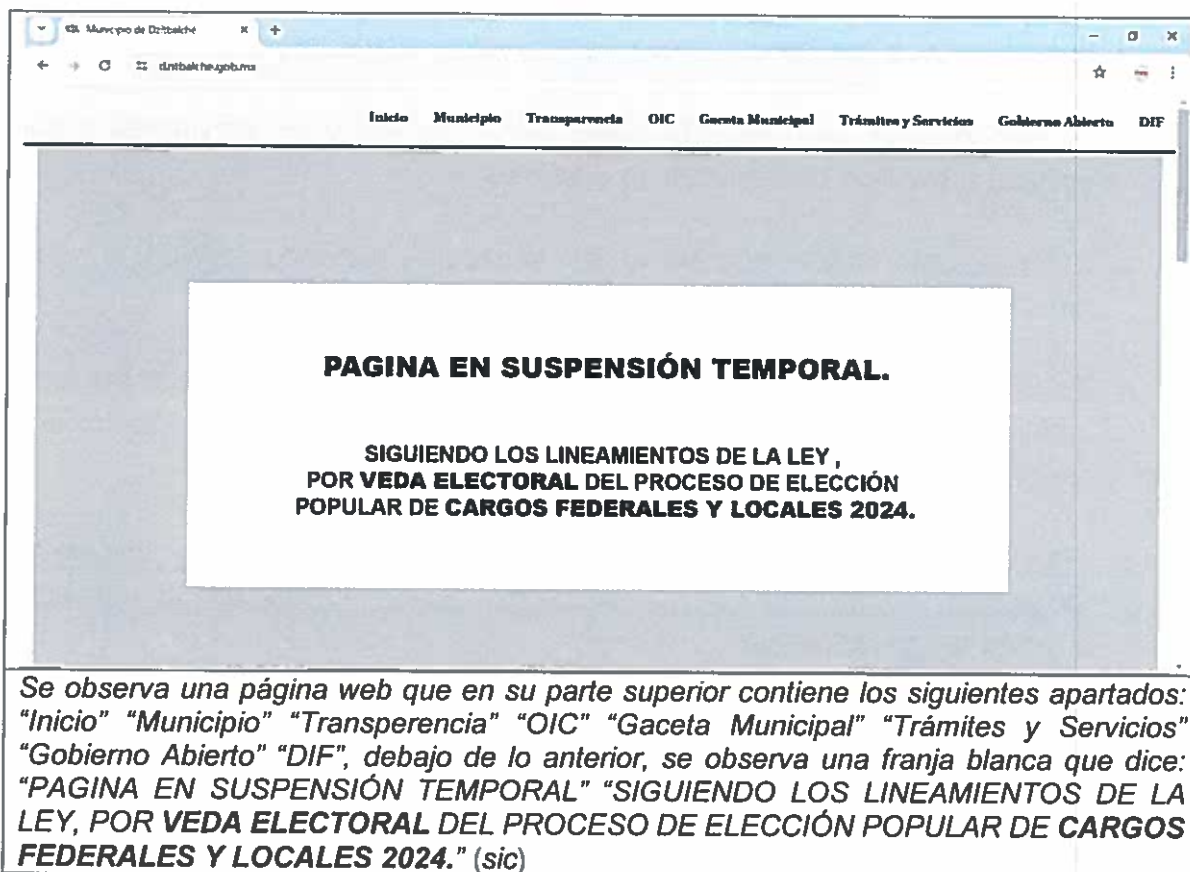 Municipio de Dzitbalché
dzitbalche.gob.mx
Inicio Municipio Transparencia OIC Gaceta Municipal Trámites y Servicios Gobierno Abierto DIF
PAGINA EN SUSPENSIÓN TEMPORAL.
SIGUIENDO LOS LINEAMIENTOS DE LA LEY ,
POR VEDA ELECTORAL DEL PROCESO DE ELECCIÓN
POPULAR DE CARGOS FEDERALES Y LOCALES 2024.
Se observa una página web que en su parte superior contiene los siguientes apartados:
“Inicio” “Municipio” “Transperencia” “OIC” “Gaceta Municipal” “Trámites y Servicios”
“Gobierno Abierto” “DIF”, debajo de lo anterior, se observa una franja blanca que dice:
“PAGINA EN SUSPENSIÓN TEMPORAL” “SIGUIENDO LOS LINEAMIENTOS DE LA
LEY, POR VEDA ELECTORAL DEL PROCESO DE ELECCIÓN POPULAR DE CARGOS
FEDERALES Y LOCALES 2024.” (sic)